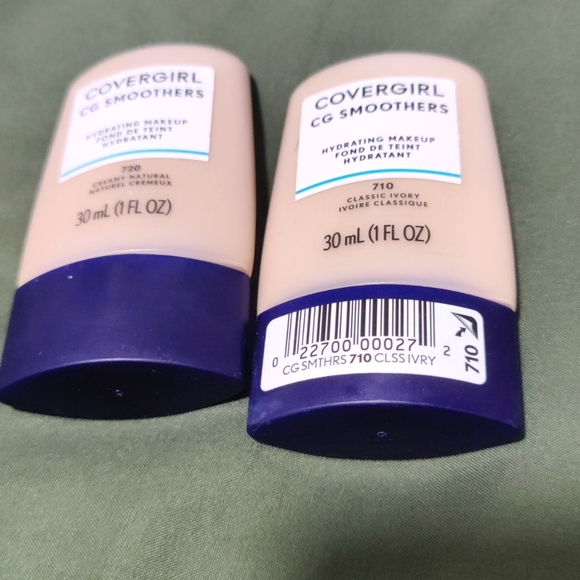 COVERGIRL
CG SMOOTHERS
HYDRATING MAKEUP
FOND DE TEINT
HYDRATANT
720
CREAMY NATURAL
NATUREL CRÉMEUX
30 mL (1 FL OZ)
COVERGIRL
CG SMOOTHERS
HYDRATING MAKEUP
FOND DE TEINT
HYDRATANT
710
CLASSIC IVORY
IVOIRE CLASSIQUE
30 mL (1 FL OZ)
0 22700 00027 2
CG SMTHRS 710 CLSSIVRY
710